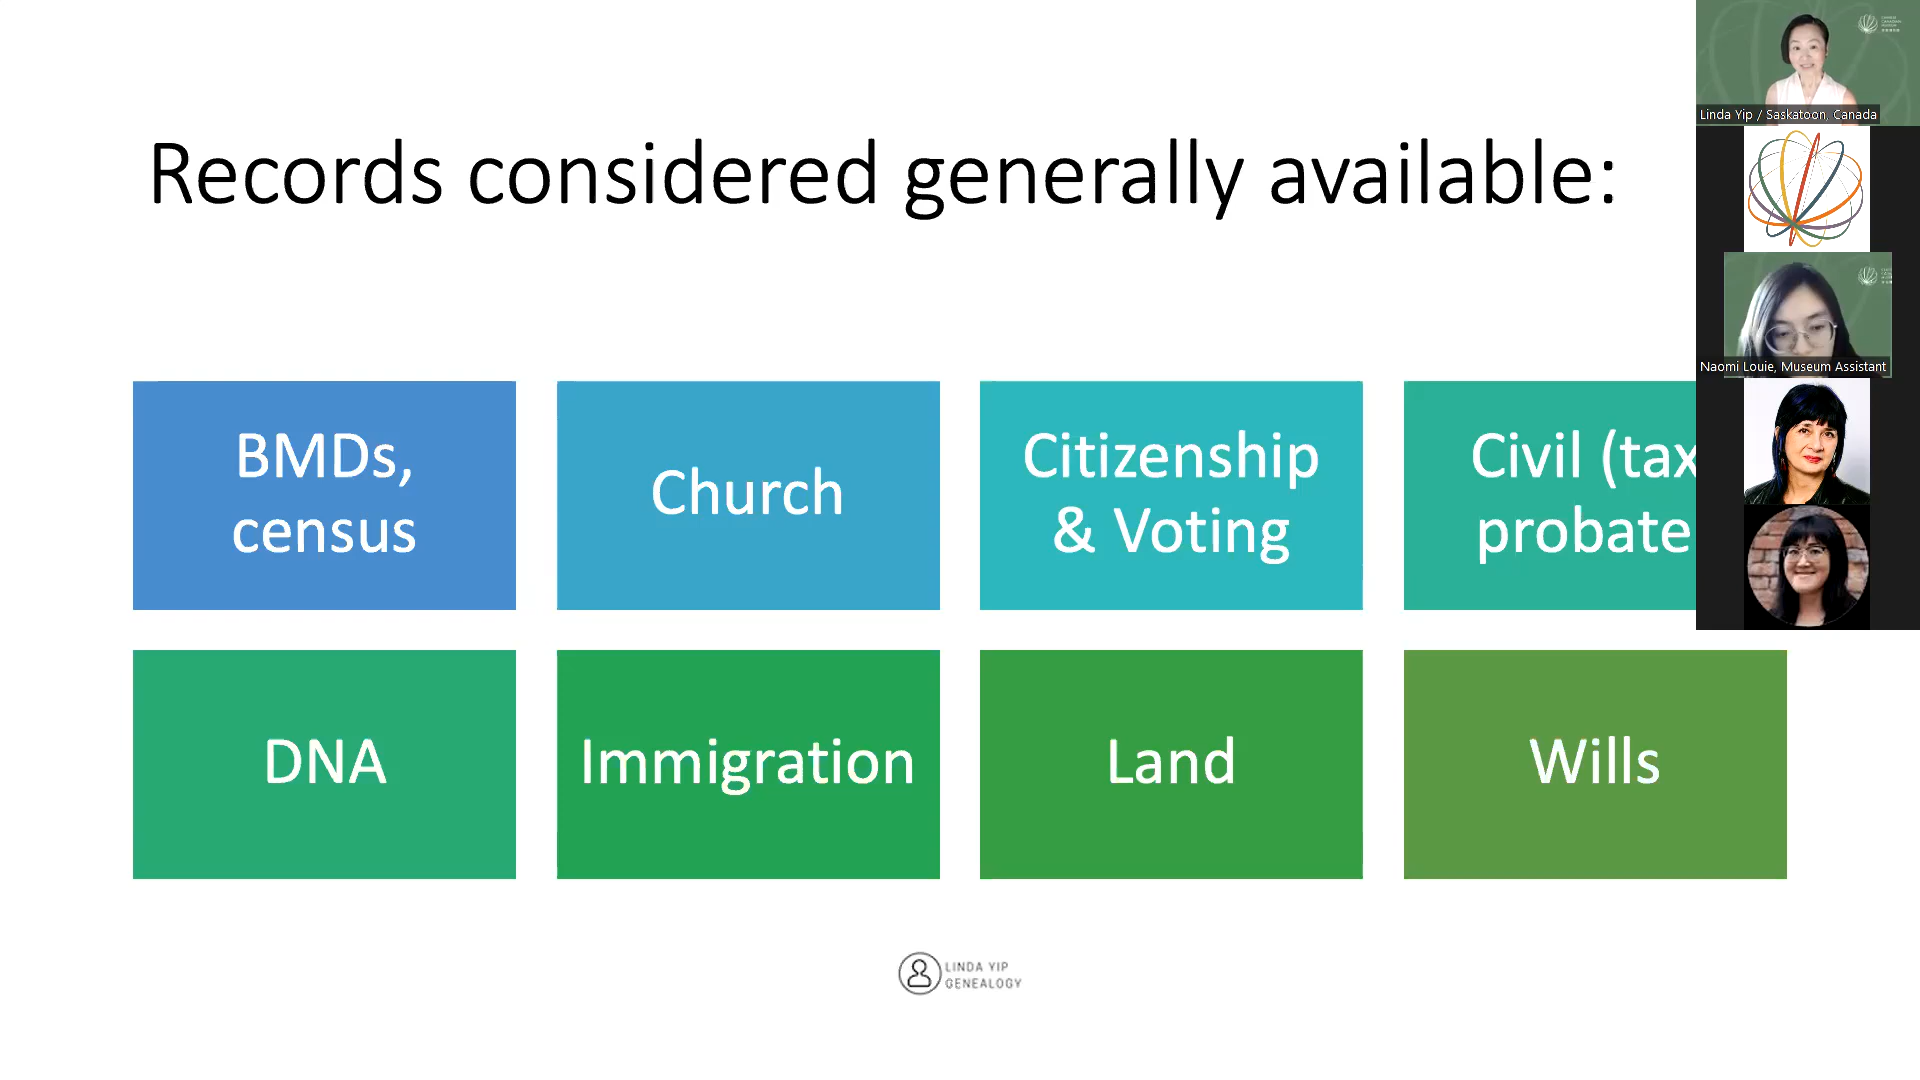 Records considered generally available:
BMDs,
census
Church
Citizenship
& Voting
Civil (tax
probate
DNA
Immigration
Land
Wills
LINDA YIP
GENEALOGY
Linda Yip / Saskatoon, Canada
Naomi Louie, Museum Assistant